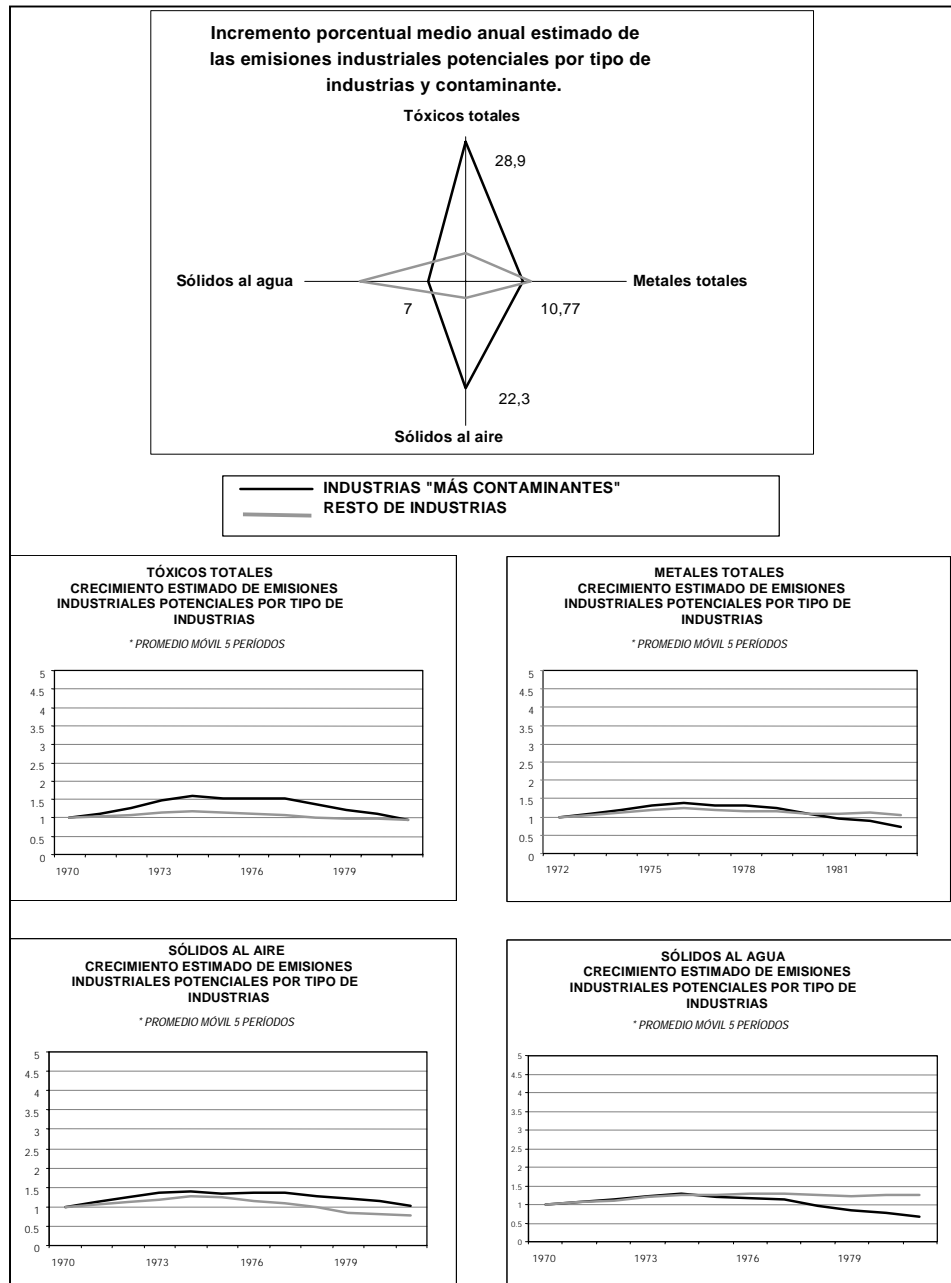 Incremento porcentual medio anual estimado de
las emisiones industriales potenciales por tipo de
industrias y contaminante.
Tóxicos totales
28,9
Sólidos al agua
Metales totales
7
10,77
22,3
Sólidos al aire
INDUSTRIAS "MÁS CONTAMINANTES"
RESTO DE INDUSTRIAS
TÓXICOS TOTALES
CRECIMIENTO ESTIMADO DE EMISIONES
INDUSTRIALES POTENCIALES POR TIPO DE
INDUSTRIAS
* PROMEDIO MÓVIL 5 PERÍODOS
5
4.5
4
3.5
3
2.5
2
1.5
1
0.5
0
1970 1973 1976 1979
METALES TOTALES
CRECIMIENTO ESTIMADO DE EMISIONES
INDUSTRIALES POTENCIALES POR TIPO DE
INDUSTRIAS
* PROMEDIO MÓVIL 5 PERÍODOS
5
4.5
4
3.5
3
2.5
2
1.5
1
0.5
0
1972 1975 1978 1981
SÓLIDOS AL AIRE
CRECIMIENTO ESTIMADO DE EMISIONES
INDUSTRIALES POTENCIALES POR TIPO DE
INDUSTRIAS
* PROMEDIO MÓVIL 5 PERÍODOS
5
4.5
4
3.5
3
2.5
2
1.5
1
0.5
0
1970 1973 1976 1979
SÓLIDOS AL AGUA
CRECIMIENTO ESTIMADO DE EMISIONES
INDUSTRIALES POTENCIALES POR TIPO DE
INDUSTRIAS
* PROMEDIO MÓVIL 5 PERÍODOS
5
4.5
4
3.5
3
2.5
2
1.5
1
0.5
0
1970 1973 1976 1979